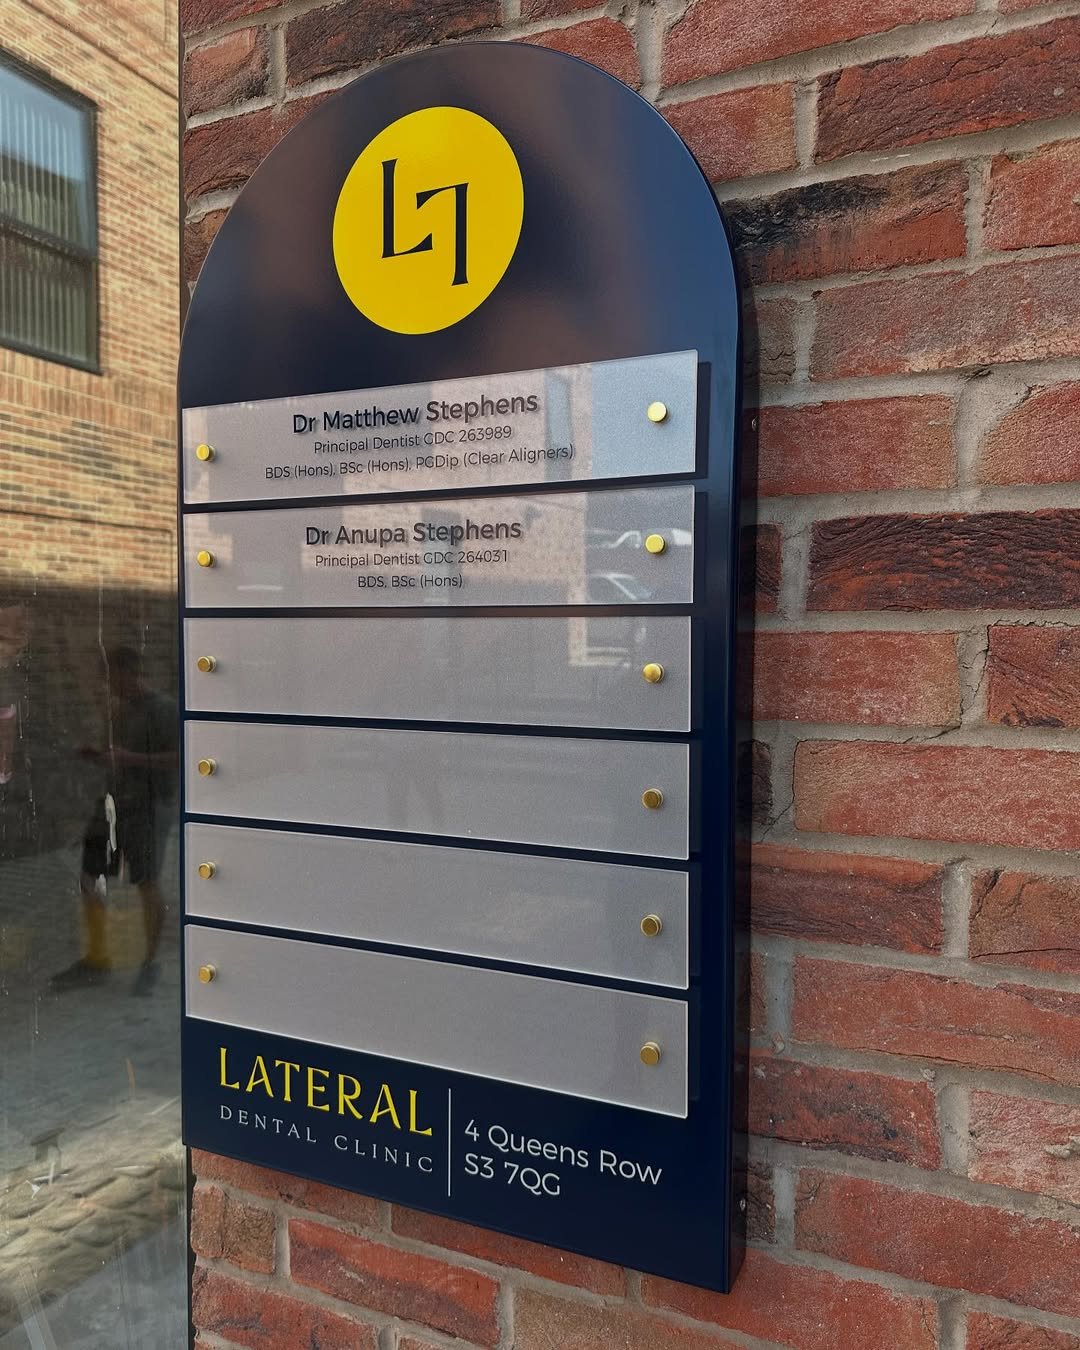 Dr Matthew Stephens
Principal Dentist GDC 263989
BDS (Hons), BSc (Hons), PGDip (Clear Aligners)
Dr Anupa Stephens
Principal Dentist GDC 264031
BDS, BSc (Hons)
LATERAL
DENTAL CLINIC
4 Queens Row
S3 7QG